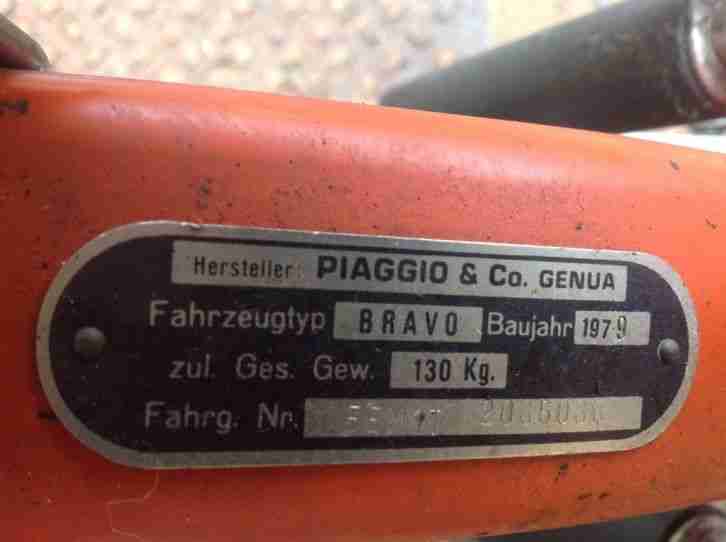 Hersteller: PIAGGIO & Co. GENUA
Fahrzeugtyp BRAVO Baujahr 1979
zul. Ges. Gew. 130 Kg.
Fahrg. Nr.